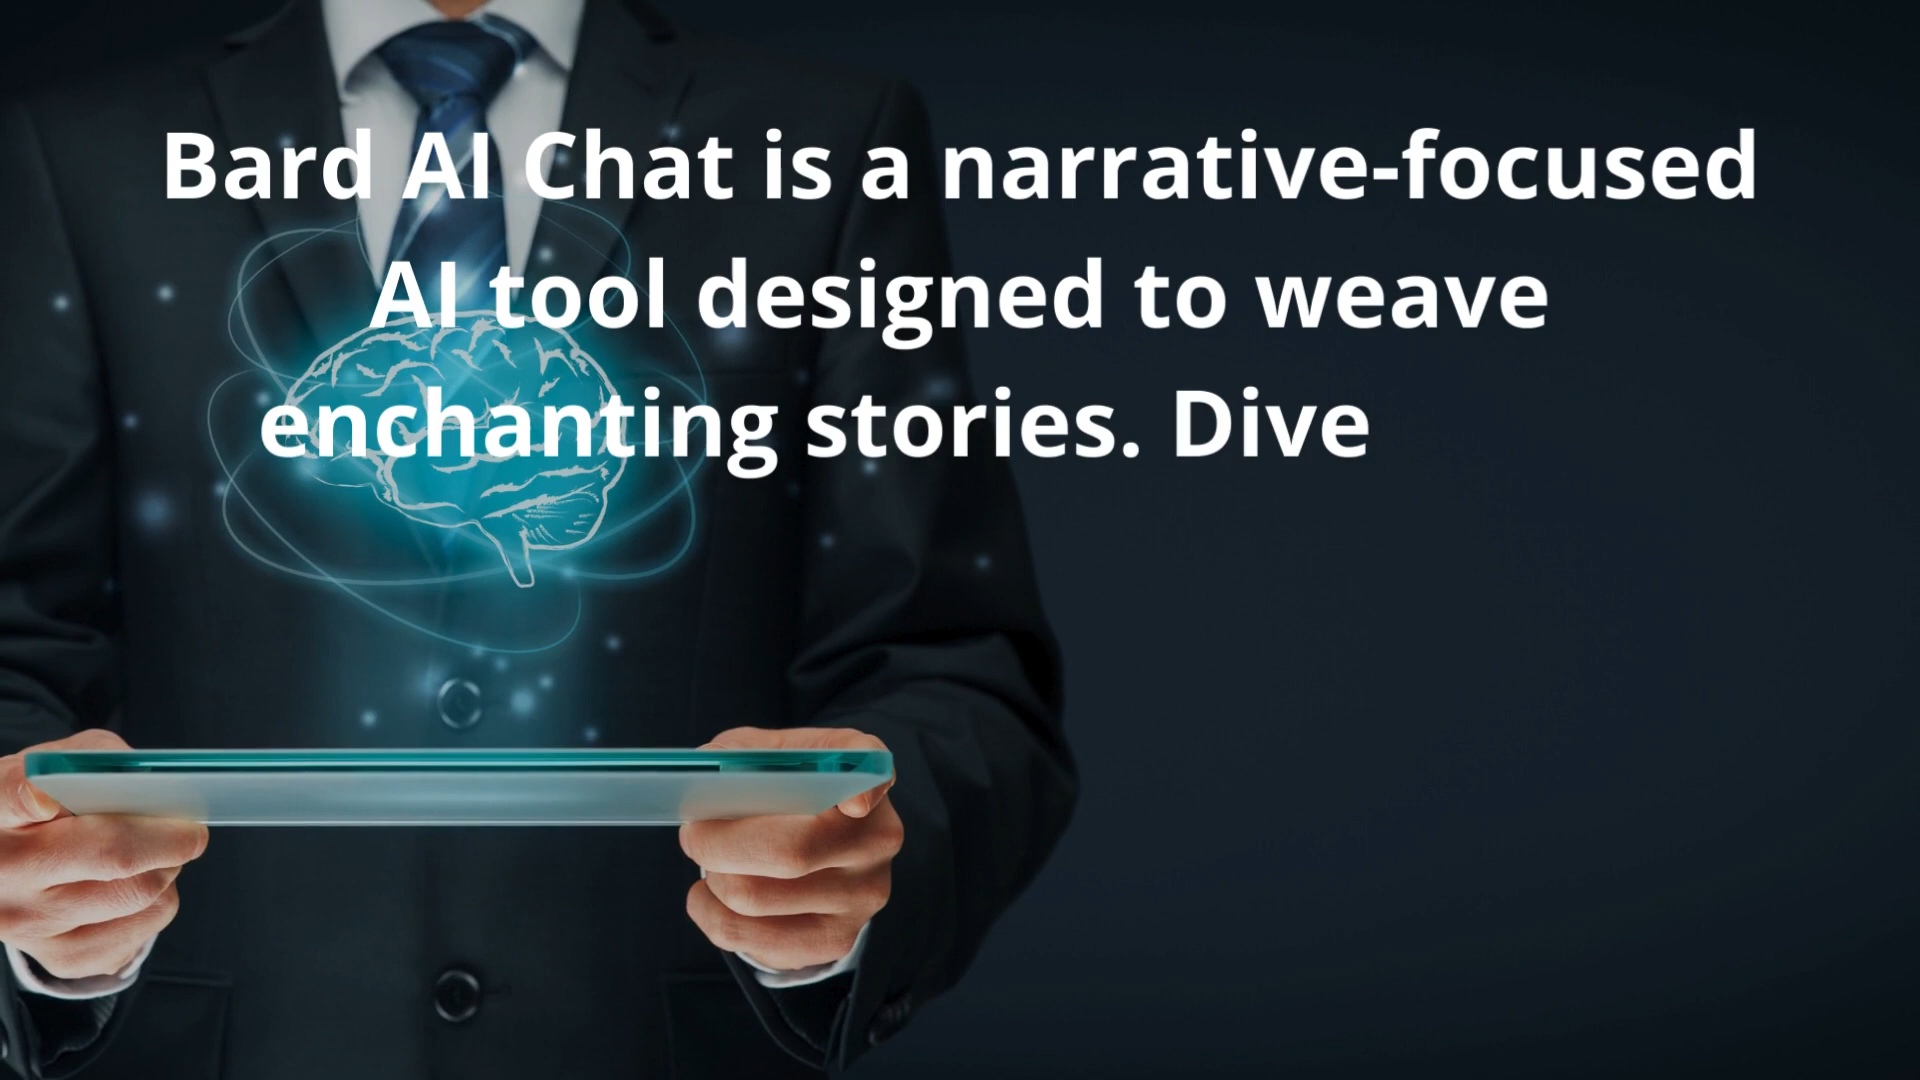 Bard AI Chat is a narrative-focused
AI tool designed to weave
enchanting stories. Dive